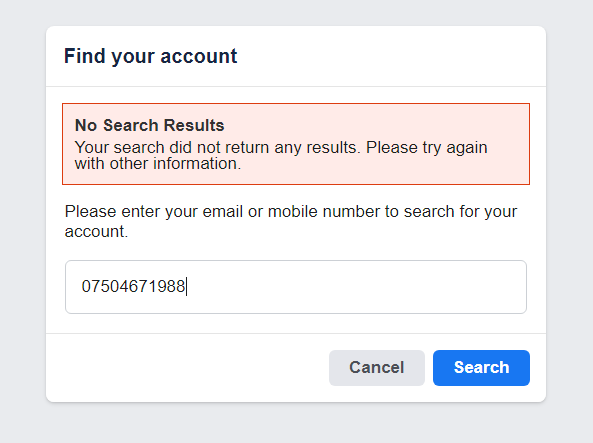 Find your account
No Search Results
Your search did not return any results. Please try again
with other information.
Please enter your email or mobile number to search for your
account.
07504671988
Cancel
Search